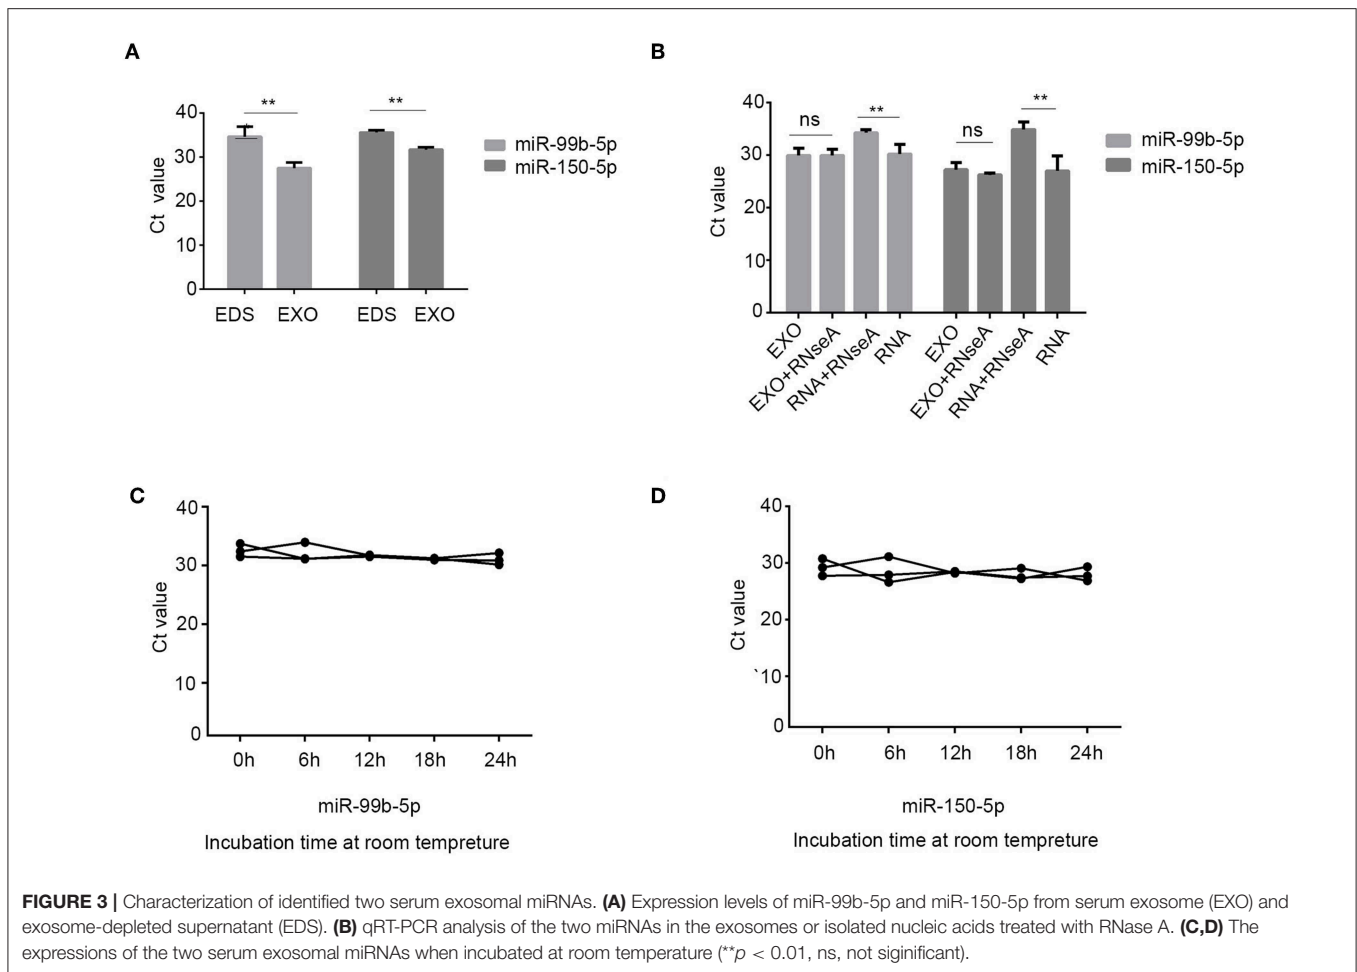 A
**
**
40
30
20
10
0
Ct value
EDS
EXO
EDS
EXO
miR-99b-5p
miR-150-5p
B
ns
**
ns
**
40
30
20
10
0
Ct value
EXO
EXO+RNseA
RNA+RNseA
RNA
EXO
EXO+RNseA
RNA+RNseA
RNA
miR-99b-5p
miR-150-5p
C
40
30
20
10
0
Ct value
0h
6h
12h
18h
24h
miR-99b-5p
Incubation time at room tempreture
D
40
30
20
`10
0
Ct value
0h
6h
12h
18h
24h
miR-150-5p
Incubation time at room tempreture
FIGURE 3 | Characterization of identified two serum exosomal miRNAs. (A) Expression levels of miR-99b-5p and miR-150-5p from serum exosome (EXO) and
exosome-depleted supernatant (EDS). (B) qRT-PCR analysis of the two miRNAs in the exosomes or isolated nucleic acids treated with RNase A. (C,D) The
expressions of the two serum exosomal miRNAs when incubated at room temperature (**p < 0.01, ns, not siginificant).